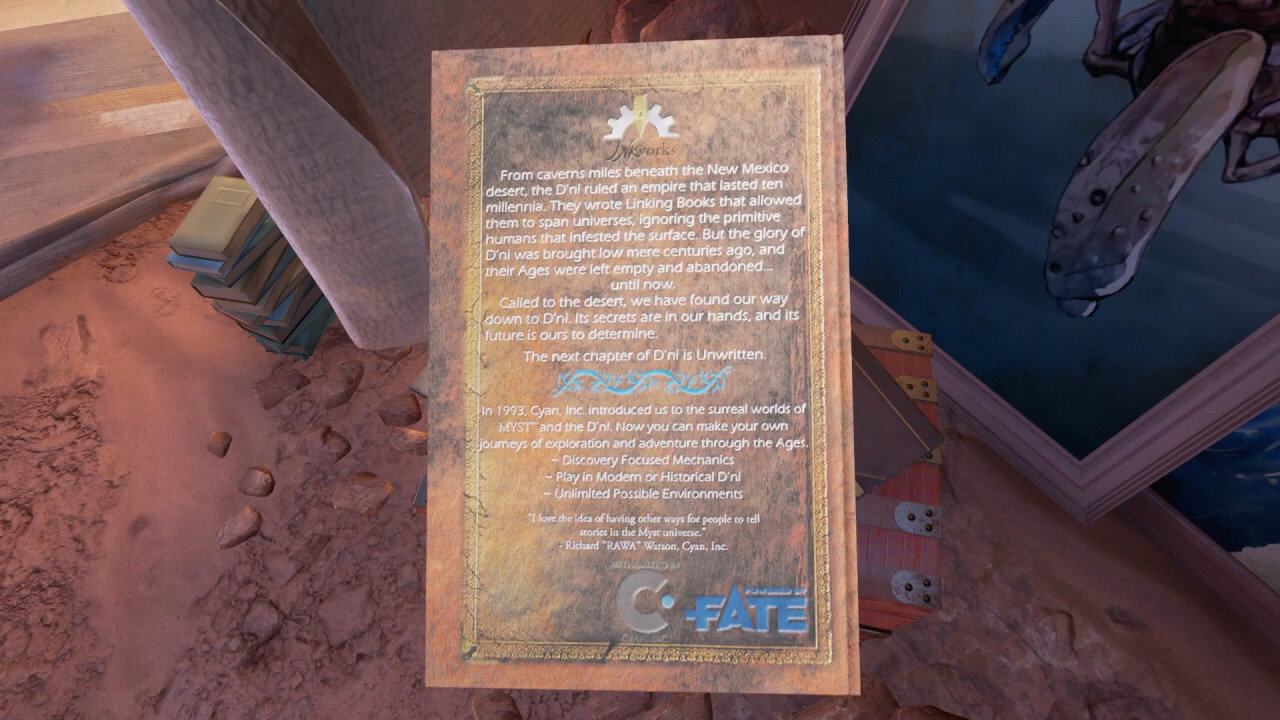 Inkworks
From caverns miles beneath the New Mexico
desert, the D'ni ruled an empire that lasted ten
millennia. They wrote Linking Books that allowed
them to span universes, ignoring the primitive
humans that infested the surface. But the glory of
D'ni was brought low mere centuries ago, and
their Ages were left empty and abandoned...
until now.
Called to the desert, we have found our way
down to D'ni. Its secrets are in our hands, and its
future is ours to determine.
The next chapter of D'ni is Unwritten.
In 1993, Cyan, Inc. introduced us to the surreal worlds of
MYST™ and the D'ni. Now you can make your own
journeys of exploration and adventure through the Ages.
~ Discovery Focused Mechanics
~ Play in Modern or Historical D'ni
~ Unlimited Possible Environments
"I love the idea of having other ways for people to tell
stories in the Myst universe."
- Richard "RAWA" Watson, Cyan, Inc.
POWERED BY
FATE